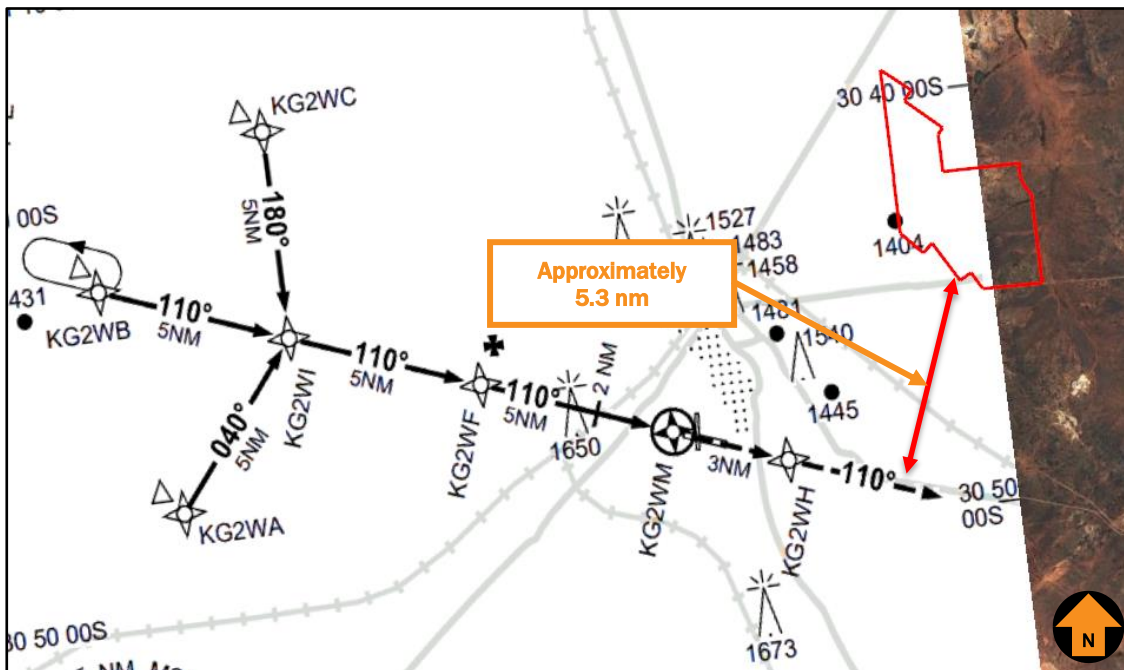 KG2WC
30 40 00S
180°
5NM
00S
1527
1483
1458
1404
Approximately
5.3 nm
431
KG2WB
110°
5NM
KG2WI
110°
5NM
1481
1540
2 NM
1445
KG2WF
110°
5NM
040°
5NM
1650
KG2WM
3NM
KG2WH
110°
30 50
00S
KG2WA
30 50 00S
1673
NM
N